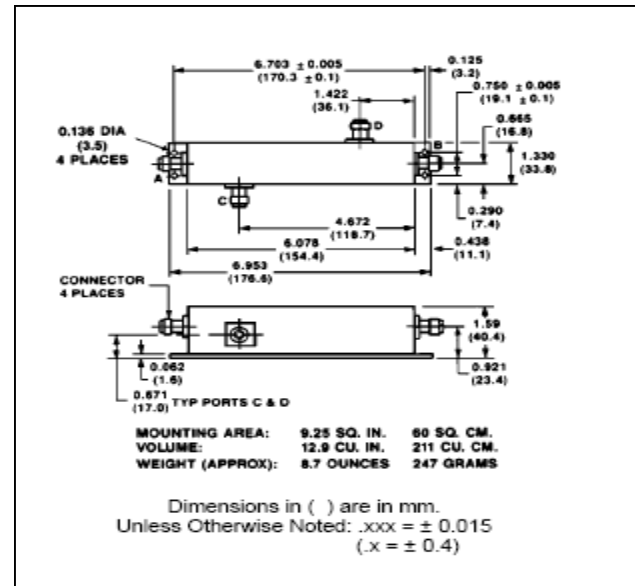 6.703 ± 0.005
(170.3 ± 0.1)
0.125
(3.2)
0.750 ± 0.005
(19.1 ± 0.1)
1.422
(36.1)
0.665
(16.8)
0.136 DIA
(3.5)
4 PLACES
D
B
1.330
(33.8)
A
C
0.290
(7.4)
4.672
(118.7)
6.078
(154.4)
0.438
(11.1)
6.953
(176.6)
CONNECTOR
4 PLACES
1.59
(40.4)
0.062
(1.6)
0.921
(23.4)
0.671
(17.0) TYP PORTS C & D
MOUNTING AREA: 9.25 SQ. IN. 60 SQ. CM.
VOLUME: 12.9 CU. IN. 211 CU. CM.
WEIGHT (APPROX): 8.7 OUNCES 247 GRAMS
Dimensions in ( ) are in mm.
Unless Otherwise Noted: .xxx = ± 0.015
(.x = ± 0.4)